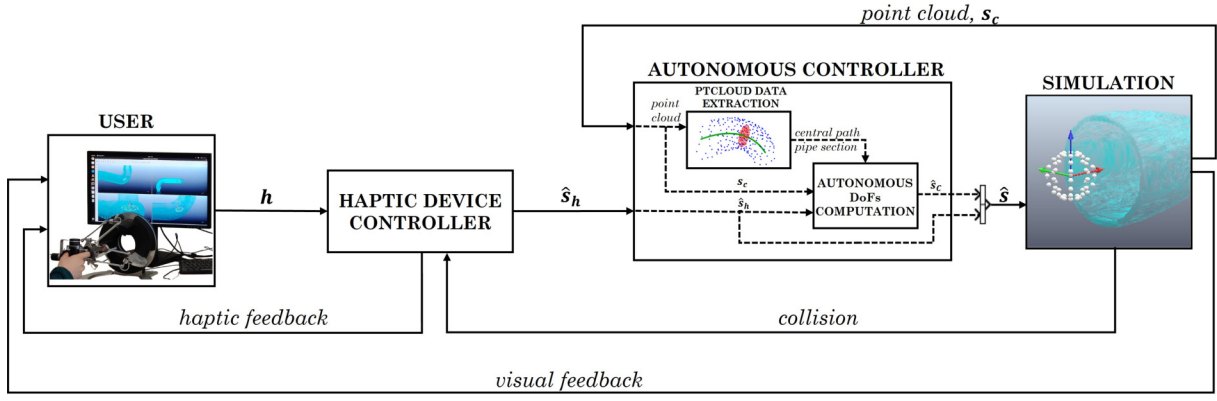 point cloud, s_c
AUTONOMOUS CONTROLLER
SIMULATION
PTCLOUD DATA
EXTRACTION
USER
point
cloud
central path
pipe section
h
HAPTIC DEVICE
CONTROLLER
ŝ_h
s_c
ŝ_h
AUTONOMOUS
DoFs
COMPUTATION
ŝ_c
ŝ
haptic feedback
collision
visual feedback